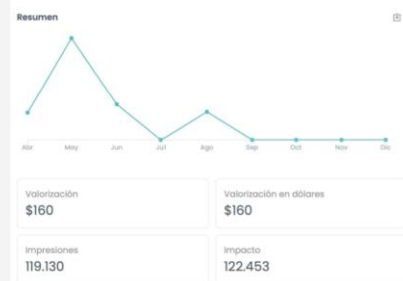 Resumen
Abr May Jun Jul Ago Sep Oct Nov Dic
Valorización Valorización en dólares
$160 $160
Impresiones Impacto
119.130 122.453